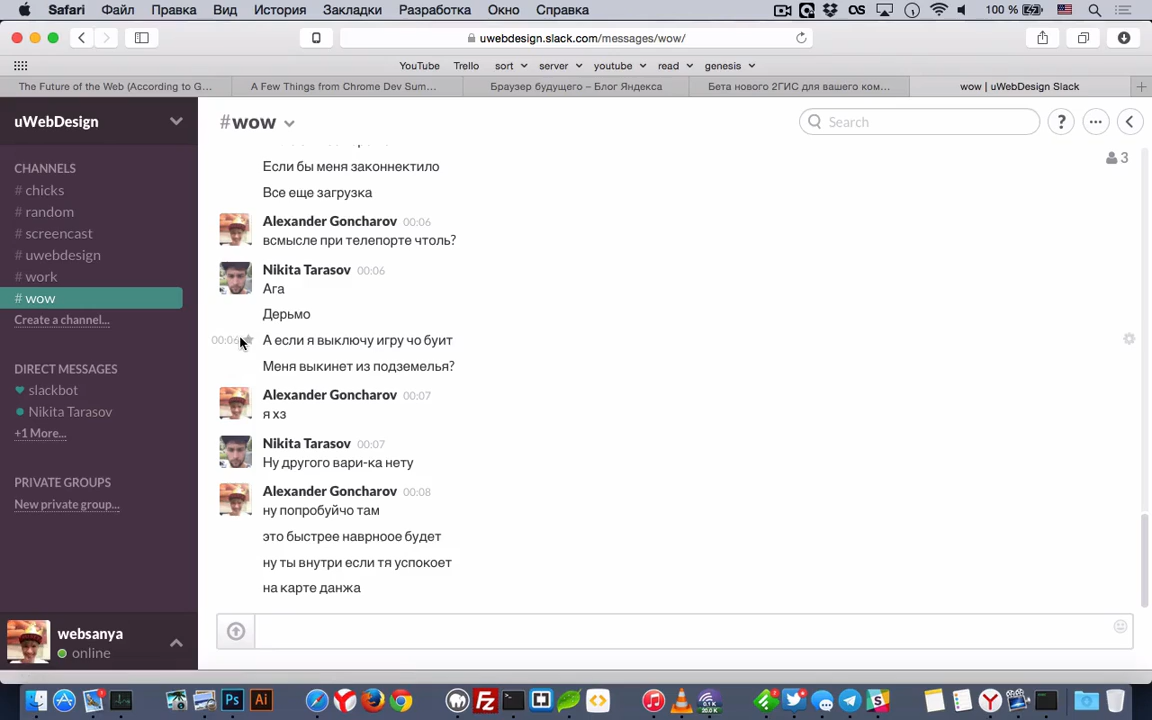 Safari Файл Правка Вид История Закладки Разработка Окно Справка 100 %
uwebdesign.slack.com/messages/wow/
YouTube Trello sort server youtube read genesis
The Future of the Web (According to G... A Few Things from Chrome Dev Sum... Браузер будущего – Блог Яндекса Бета нового 2ГИС для вашего ком... wow | uWebDesign Slack
uWebDesign
#wow
Search
?
3
CHANNELS
# chicks
# random
# screencast
# uwebdesign
# work
# wow
Create a channel...
DIRECT MESSAGES
slackbot
Nikita Tarasov
+1 More...
PRIVATE GROUPS
New private group...
websanya
online
Если бы меня законнектило
Все еще загрузка
Alexander Goncharov 00:06
всмысле при телепорте чтоль?
Nikita Tarasov 00:06
Ага
Дерьмо
00:06 А если я выключу игру чо буит
Меня выкинет из подземелья?
Alexander Goncharov 00:07
я хз
Nikita Tarasov 00:07
Ну другого вари-ка нету
Alexander Goncharov 00:08
ну попробуйчо там
это быстрее наврноое будет
ну ты внутри если тя успокоет
на карте данжа